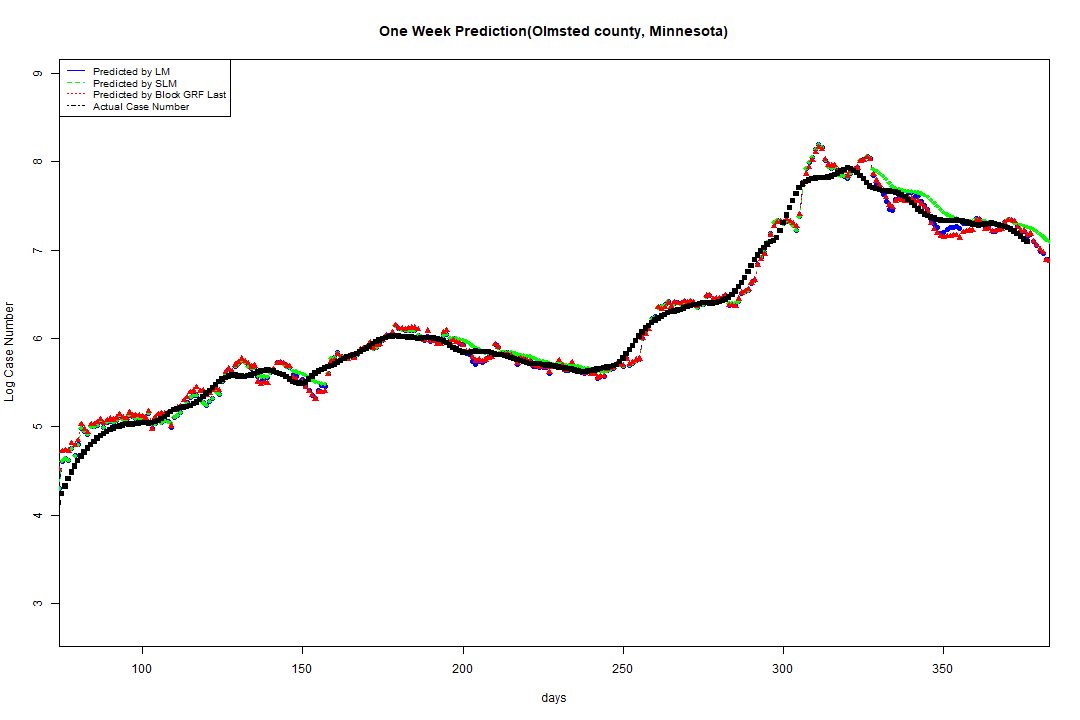 One Week Prediction(Olmsted county, Minnesota)
Predicted by LM
Predicted by SLM
Predicted by Block GRF Last
Actual Case Number
9
8
7
6
5
4
3
Log Case Number
100 150 200 250 300 350
days